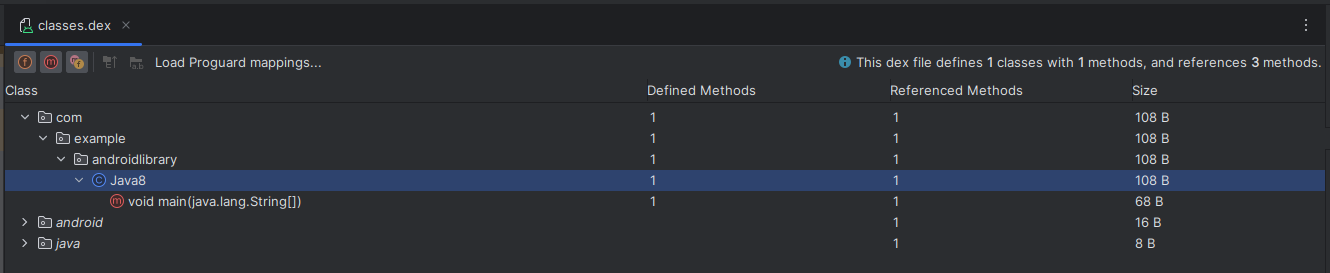 classes.dex
Load Proguard mappings...
This dex file defines 1 classes with 1 methods, and references 3 methods.
Class Defined Methods Referenced Methods Size
com 1 1 108 B
example 1 1 108 B
androidlibrary 1 1 108 B
Java8 1 1 108 B
void main(java.lang.String[]) 1 1 68 B
android 1 16 B
java 1 8 B